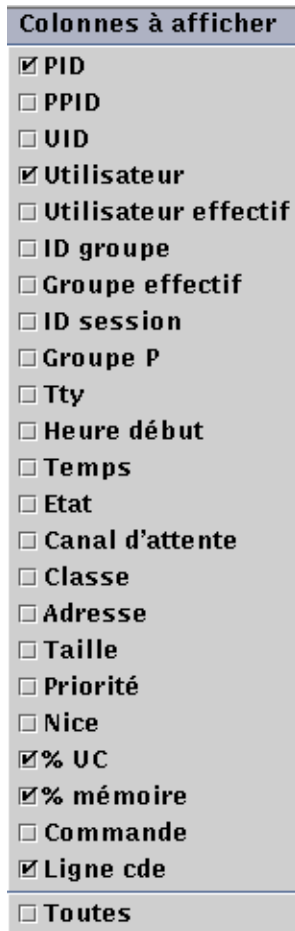 Colonnes à afficher
PID
PPID
UID
Utilisateur
Utilisateur effectif
ID groupe
Groupe effectif
ID session
Groupe P
Tty
Heure début
Temps
Etat
Canal d'attente
Classe
Adresse
Taille
Priorité
Nice
% UC
% mémoire
Commande
Ligne cde
Toutes